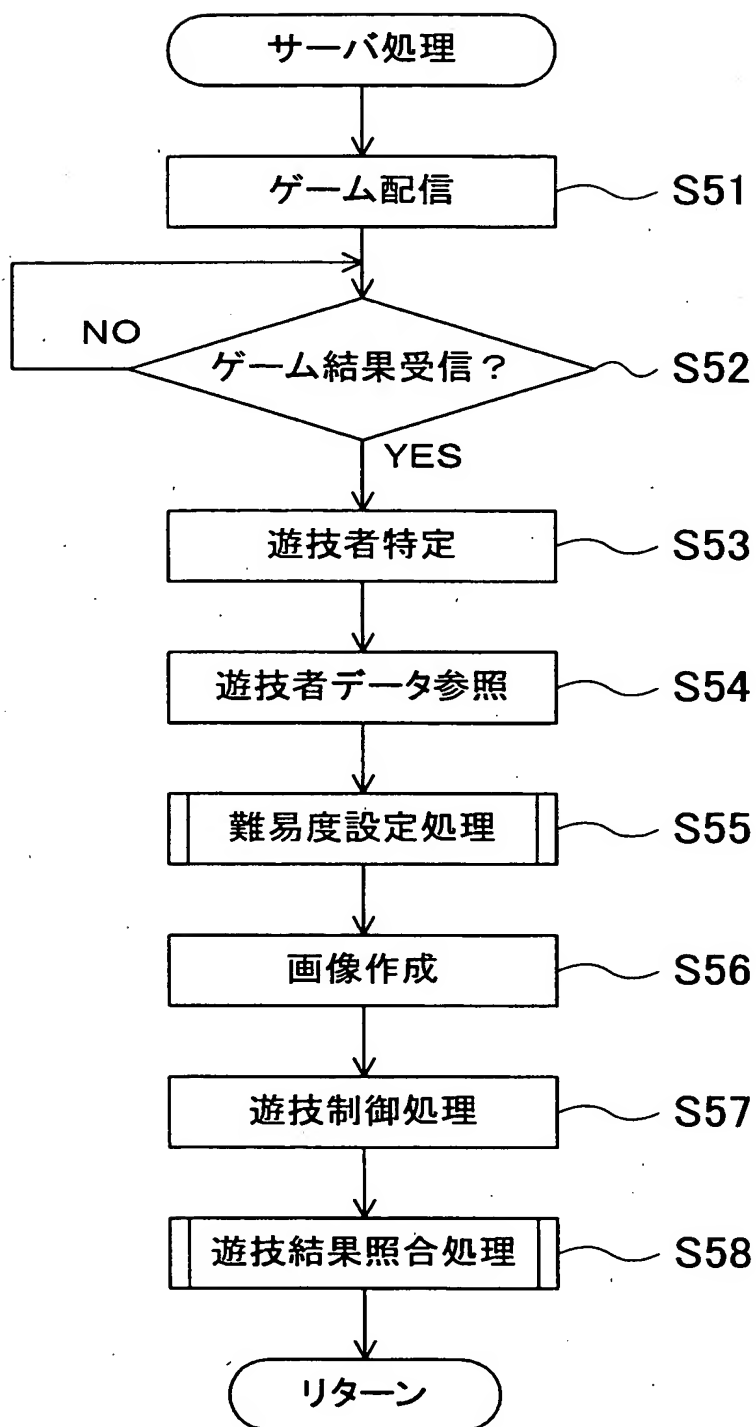 サーバ処理
ゲーム配信
S51
NO
ゲーム結果受信?
S52
YES
遊技者特定
S53
遊技者データ参照
S54
難易度設定処理
S55
画像作成
S56
遊技制御処理
S57
遊技結果照合処理
S58
リターン